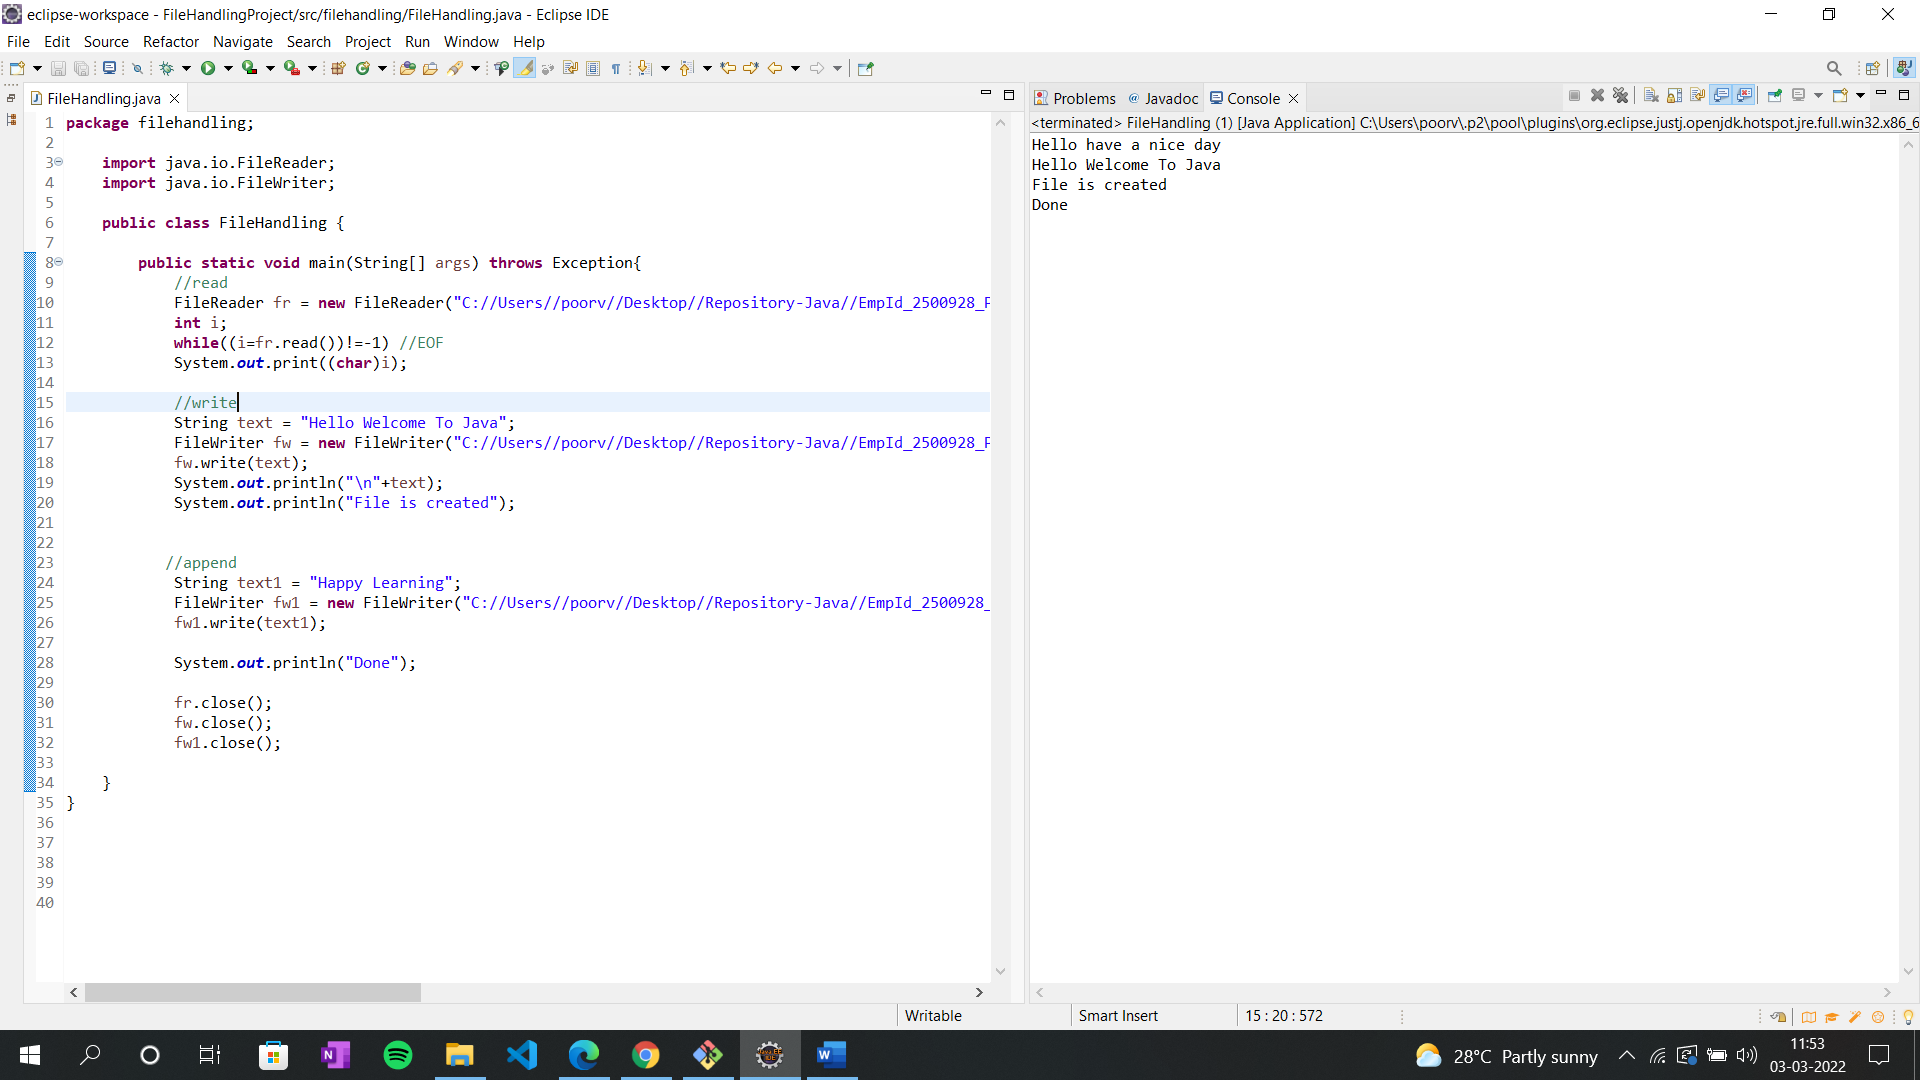 eclipse-workspace - FileHandlingProject/src/filehandling/FileHandling.java - Eclipse IDE
File Edit Source Refactor Navigate Search Project Run Window Help
FileHandling.java
1 package filehandling;
2
3 import java.io.FileReader;
4 import java.io.FileWriter;
5
6 public class FileHandling {
7
8 public static void main(String[] args) throws Exception{
9 //read
10 FileReader fr = new FileReader("C://Users//poorv//Desktop//Repository-Java//EmpId_2500928_P
11 int i;
12 while((i=fr.read())!=-1) //EOF
13 System.out.print((char)i);
14
15 //write
16 String text = "Hello Welcome To Java";
17 FileWriter fw = new FileWriter("C://Users//poorv//Desktop//Repository-Java//EmpId_2500928_P
18 fw.write(text);
19 System.out.println("\n"+text);
20 System.out.println("File is created");
21
22
23 //append
24 String text1 = "Happy Learning";
25 FileWriter fw1 = new FileWriter("C://Users//poorv//Desktop//Repository-Java//EmpId_2500928_
26 fw1.write(text1);
27
28 System.out.println("Done");
29
30 fr.close();
31 fw.close();
32 fw1.close();
33
34 }
35 }
36
37
38
39
40
Problems @ Javadoc Console
<terminated> FileHandling (1) [Java Application] C:\Users\poorv\.p2\pool\plugins\org.eclipse.justj.openjdk.hotspot.jre.full.win32.x86_6
Hello have a nice day
Hello Welcome To Java
File is created
Done
Writable Smart Insert 15 : 20 : 572
28°C Partly sunny
11:53
03-03-2022